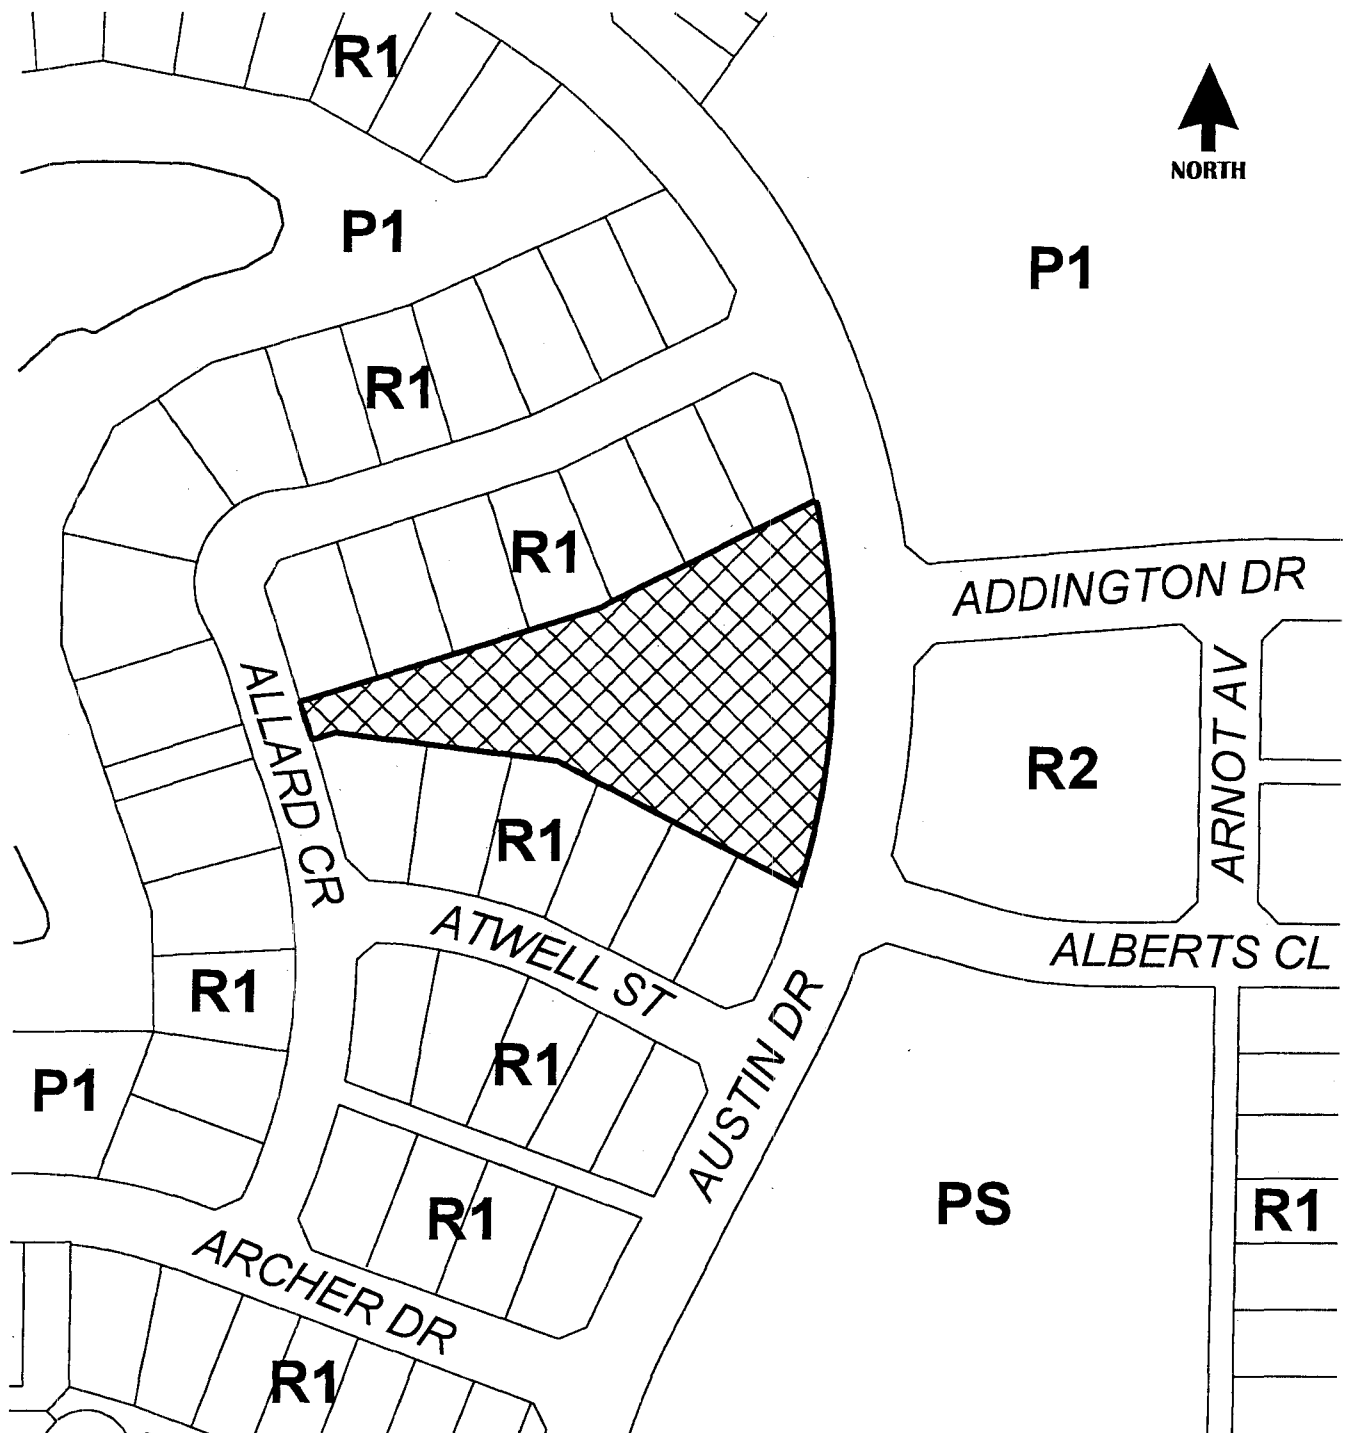 R1
NORTH
P1
P1
R1
R1
ADDINGTON DR
ALLARD CR
ARNOT AV
R2
R1
ATWELL ST
ALBERTS CL
R1
AUSTIN DR
R1
P1
PS
R1
R1
ARCHER DR
R1